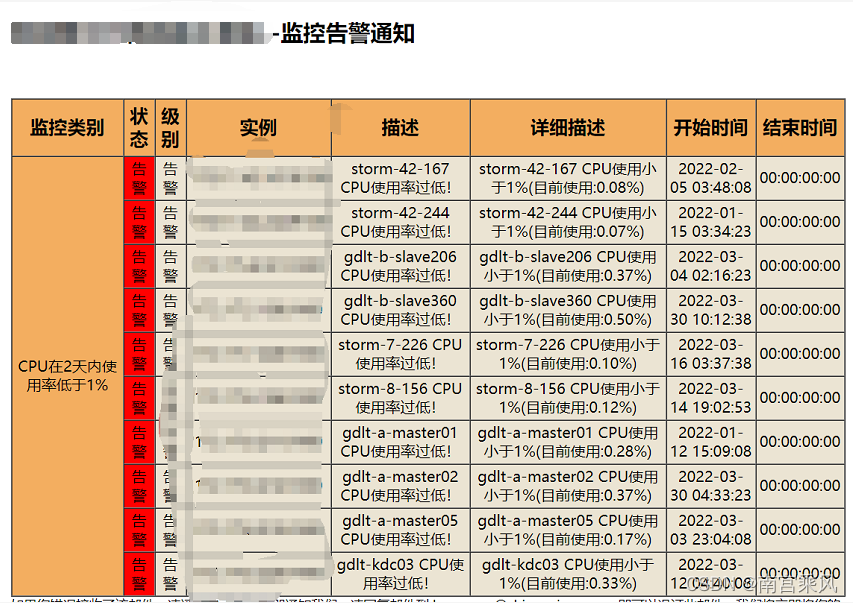 -监控告警通知
监控类别 状态 级别 实例 描述 详细描述 开始时间 结束时间
CPU在2天内使用率低于1%
告警 告警 storm-42-167 CPU使用率过低! storm-42-167 CPU使用小于1%(目前使用:0.08%) 2022-02-05 03:48:08 00:00:00:00
告警 告警 storm-42-244 CPU使用率过低! storm-42-244 CPU使用小于1%(目前使用:0.07%) 2022-01-15 03:34:23 00:00:00:00
告警 告警 gdlt-b-slave206 CPU使用率过低! gdlt-b-slave206 CPU使用小于1%(目前使用:0.37%) 2022-03-04 02:16:23 00:00:00:00
告警 告警 gdlt-b-slave360 CPU使用率过低! gdlt-b-slave360 CPU使用小于1%(目前使用:0.50%) 2022-03-30 10:12:38 00:00:00:00
告警 告警 storm-7-226 CPU使用率过低! storm-7-226 CPU使用小于1%(目前使用:0.10%) 2022-03-16 03:37:38 00:00:00:00
告警 storm-8-156 CPU使用率过低! storm-8-156 CPU使用小于1%(目前使用:0.12%) 2022-03-14 19:02:53 00:00:00:00
告警 gdlt-a-master01 CPU使用率过低! gdlt-a-master01 CPU使用小于1%(目前使用:0.28%) 2022-01-12 15:09:08 00:00:00:00
告警 告警 gdlt-a-master02 CPU使用率过低! gdlt-a-master02 CPU使用小于1%(目前使用:0.37%) 2022-03-30 04:33:23 00:00:00:00
告警 告警 gdlt-a-master05 CPU使用率过低! gdlt-a-master05 CPU使用小于1%(目前使用:0.17%) 2022-03-03 23:04:08 00:00:00:00
告警 告警 gdlt-kdc03 CPU使用率过低! gdlt-kdc03 CPU使用小于1%(目前使用:0.33%) 2022-03-12 04:40:08 00:00:00:00
CSDN @南宫乘风